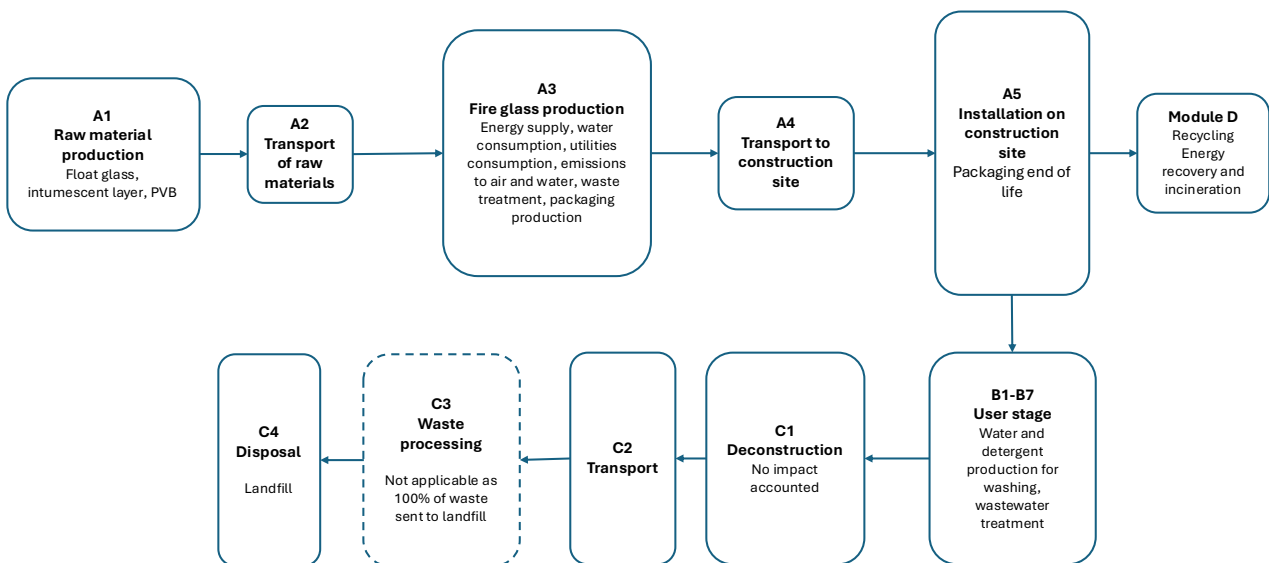 A1
Raw material
production
Float glass,
intumescent layer, PVB
A2
Transport
of raw
materials
A3
Fire glass production
Energy supply, water
consumption, utilities
consumption, emissions
to air and water, waste
treatment, packaging
production
A4
Transport to
construction
site
A5
Installation on
construction
site
Packaging end of
life
Module D
Recycling
Energy
recovery and
incineration
B1-B7
User stage
Water and
detergent
production for
washing,
wastewater
treatment
C1
Deconstruction
No impact
accounted
C2
Transport
C3
Waste
processing
Not applicable as
100% of waste
sent to landfill
C4
Disposal
Landfill